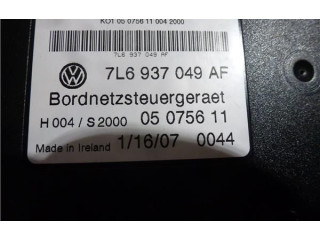 KO1 05 0756 11 004 2000
7L6 937 049 AF
7L6 937 049 AF
Bordnetzsteuergeraet
H 004 / S 2000 05 0756 11
Made in Ireland 1/16/07 0044